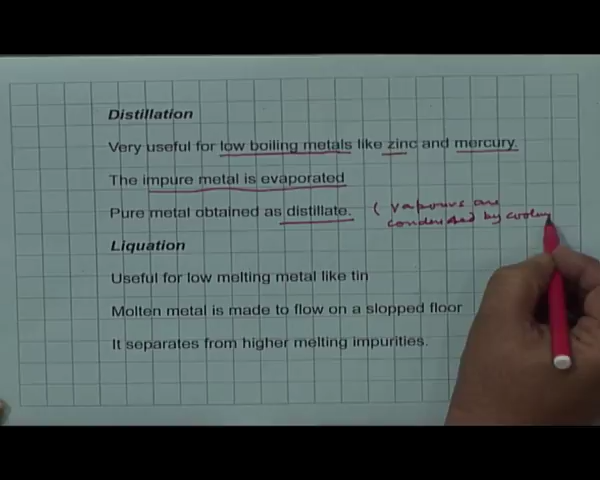 Distillation
Very useful for low boiling metals like zinc and mercury.
The impure metal is evaporated
Pure metal obtained as distillate. ( vapours are
condensed by cooling
Liquation
Useful for low melting metal like tin
Molten metal is made to flow on a slopped floor
It separates from higher melting impurities.